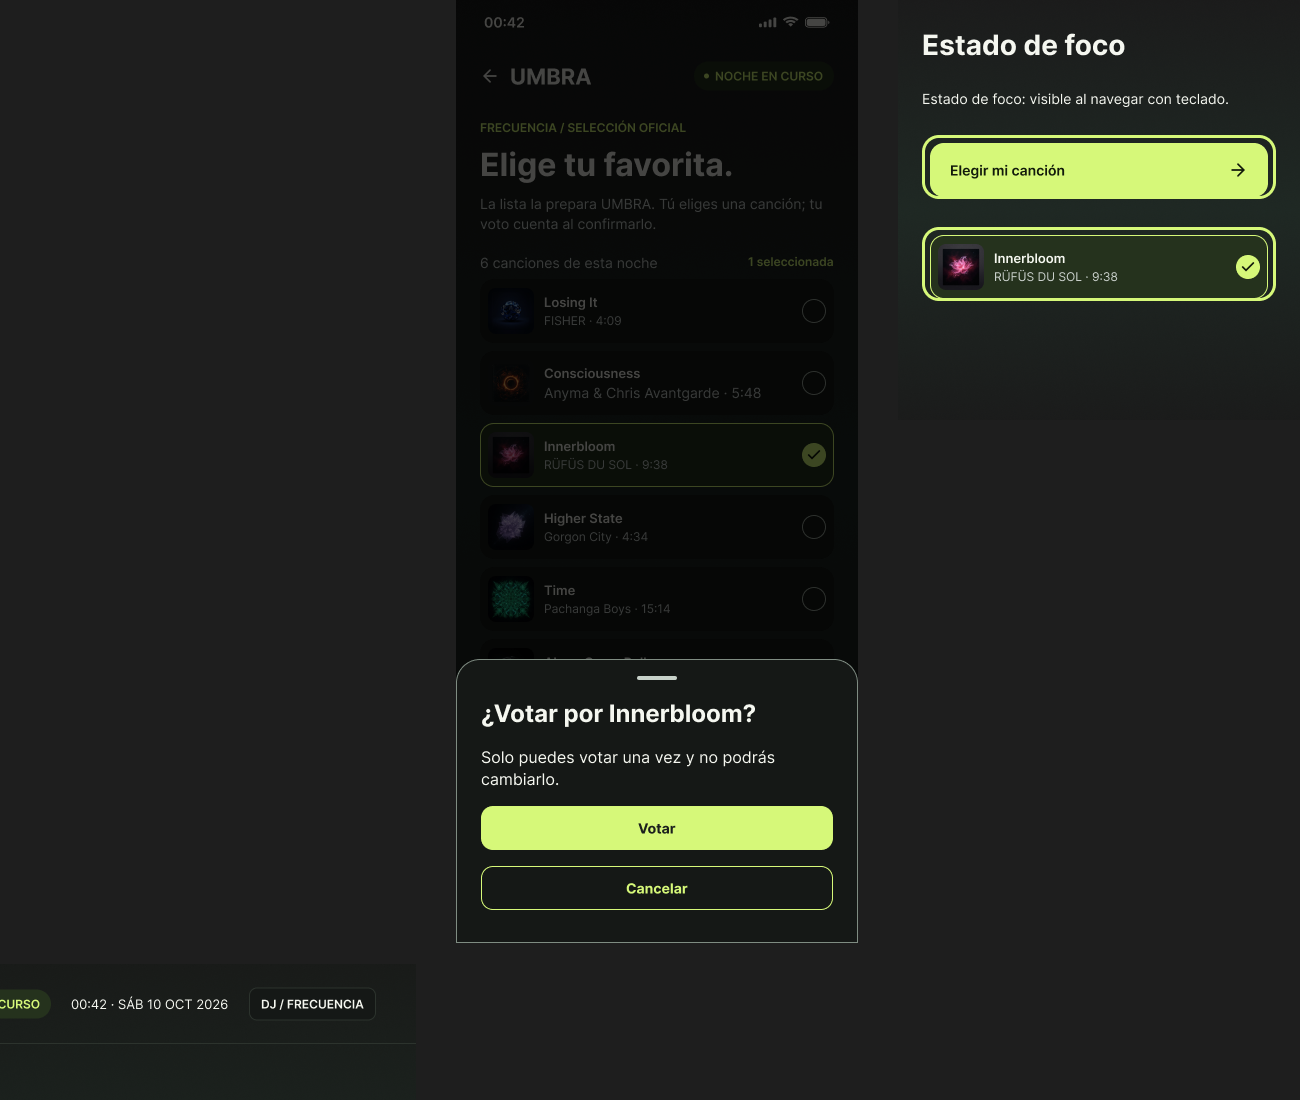 00:42
UMBRA
NOCHE EN CURSO
FRECUENCIA / SELECCIÓN OFICIAL
Elige tu favorita.
La lista la prepara UMBRA. Tú eliges una canción; tu
voto cuenta al confirmarlo.
6 canciones de esta noche
1 seleccionada
Losing It
FISHER · 4:09
Consciousness
Anyma & Chris Avantgarde · 5:48
Innerbloom
RÜFÜS DU SOL · 9:38
Higher State
Gorgon City · 4:34
Time
Pachanga Boys · 15:14
¿Votar por Innerbloom?
Solo puedes votar una vez y no podrás
cambiarlo.
Votar
Cancelar
Estado de foco
Estado de foco: visible al navegar con teclado.
Elegir mi canción
Innerbloom
RÜFÜS DU SOL · 9:38
CURSO
00:42 · SÁB 10 OCT 2026
DJ / FRECUENCIA